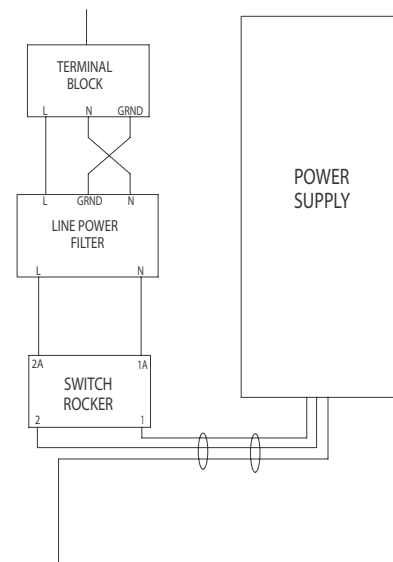 TERMINAL
BLOCK
L N GRND
L GRND N
LINE POWER
FILTER
L N
2A 1A
SWITCH
ROCKER
2 1
POWER
SUPPLY